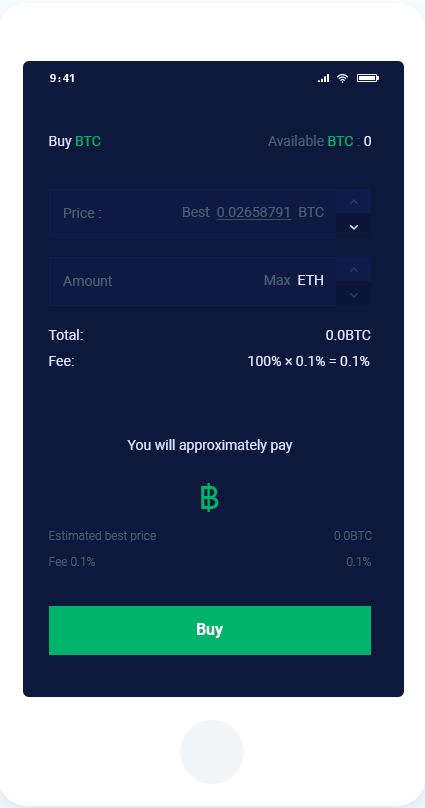 9:41
Buy BTC Available BTC : 0
Price : Best 0.02658791 BTC
Amount Max ETH
Total: 0.0BTC
Fee: 100% × 0.1% = 0.1%
You will approximately pay
฿
Estimated best price 0.0BTC
Fee 0.1% 0.1%
Buy